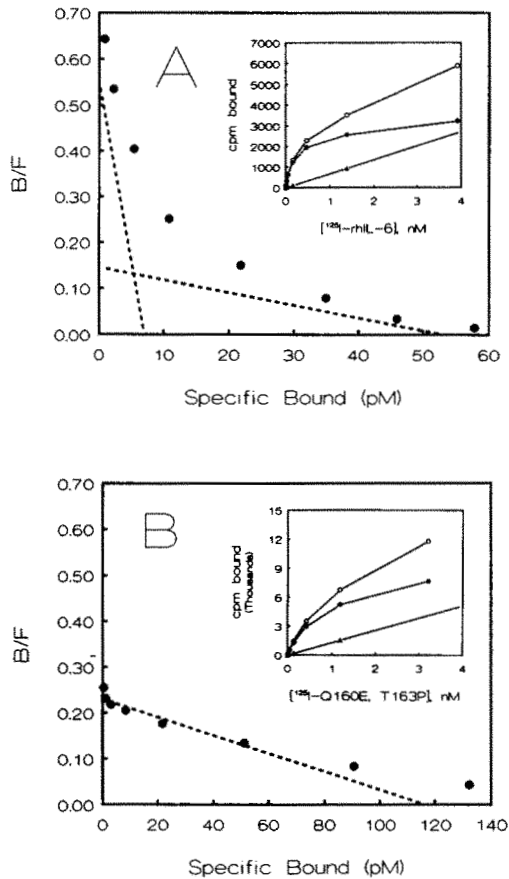 0.70
0.60
0.50
0.40
0.30
0.20
0.10
0.00
B/F
A
7000
6000
5000
4000
3000
2000
1000
0
cpm bound
0 1 2 3 4
[¹²⁵I-rhIL-6], nM
0 10 20 30 40 50 60
Specific Bound (pM)
0.70
0.60
0.50
0.40
0.30
0.20
0.10
0.00
B/F
B
15
12
9
6
3
0
cpm bound
(Thousands)
0 1 2 3 4
[¹²⁵I-Q160E, T163P], nM
0 20 40 60 80 100 120 140
Specific Bound (pM)